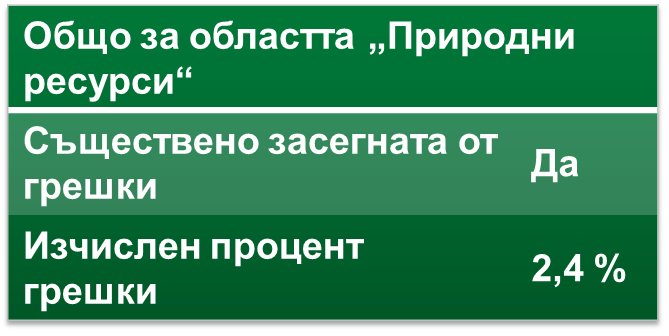 Общо за областта „Природни
ресурси“
Съществено засегната от
грешки
Да
Изчислен процент
грешки
2,4 %